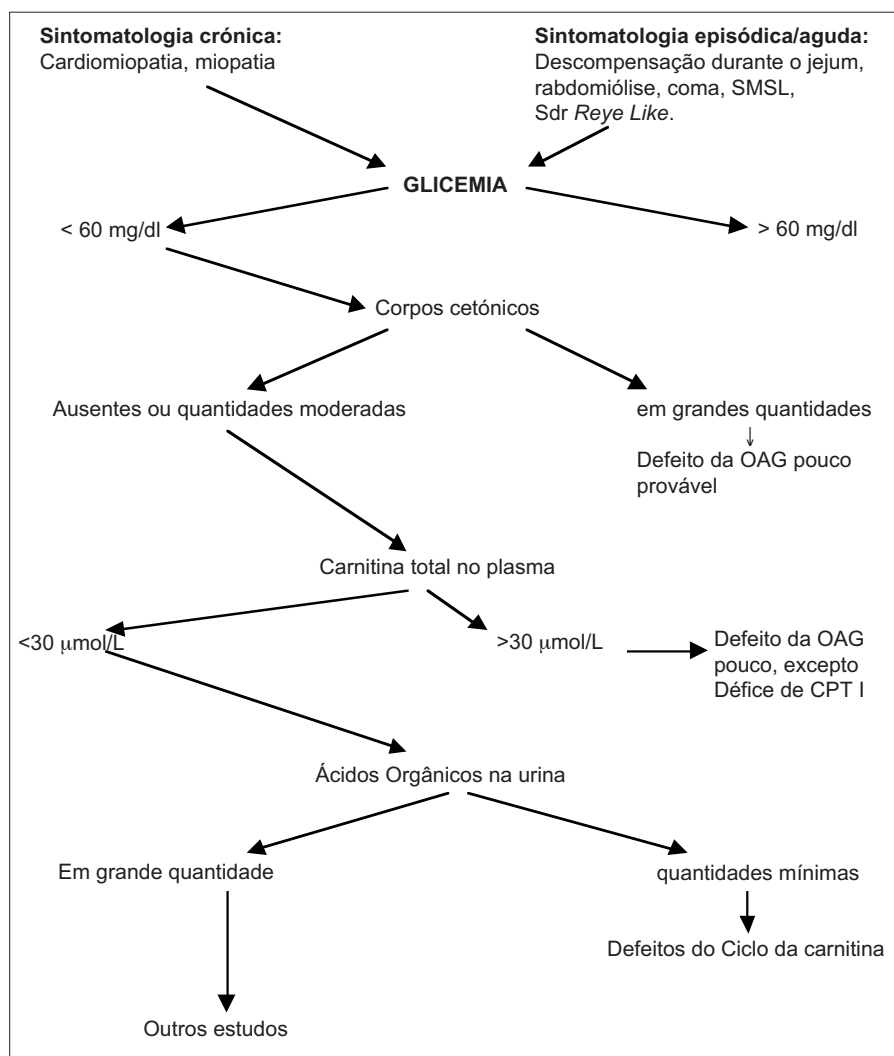 Sintomatologia crónica:
Cardiomiopatia, miopatia
Sintomatologia episódica/aguda:
Descompensação durante o jejum,
rabdomiólise, coma, SMSL,
Sdr Reye Like.
GLICEMIA
< 60 mg/dl
> 60 mg/dl
Corpos cetónicos
Ausentes ou quantidades moderadas
em grandes quantidades
Defeito da OAG pouco
provável
Carnitina total no plasma
<30 μmol/L
>30 μmol/L
Defeito da OAG
pouco, excepto
Défice de CPT I
Ácidos Orgânicos na urina
Em grande quantidade
quantidades mínimas
Defeitos do Ciclo da carnitina
Outros estudos